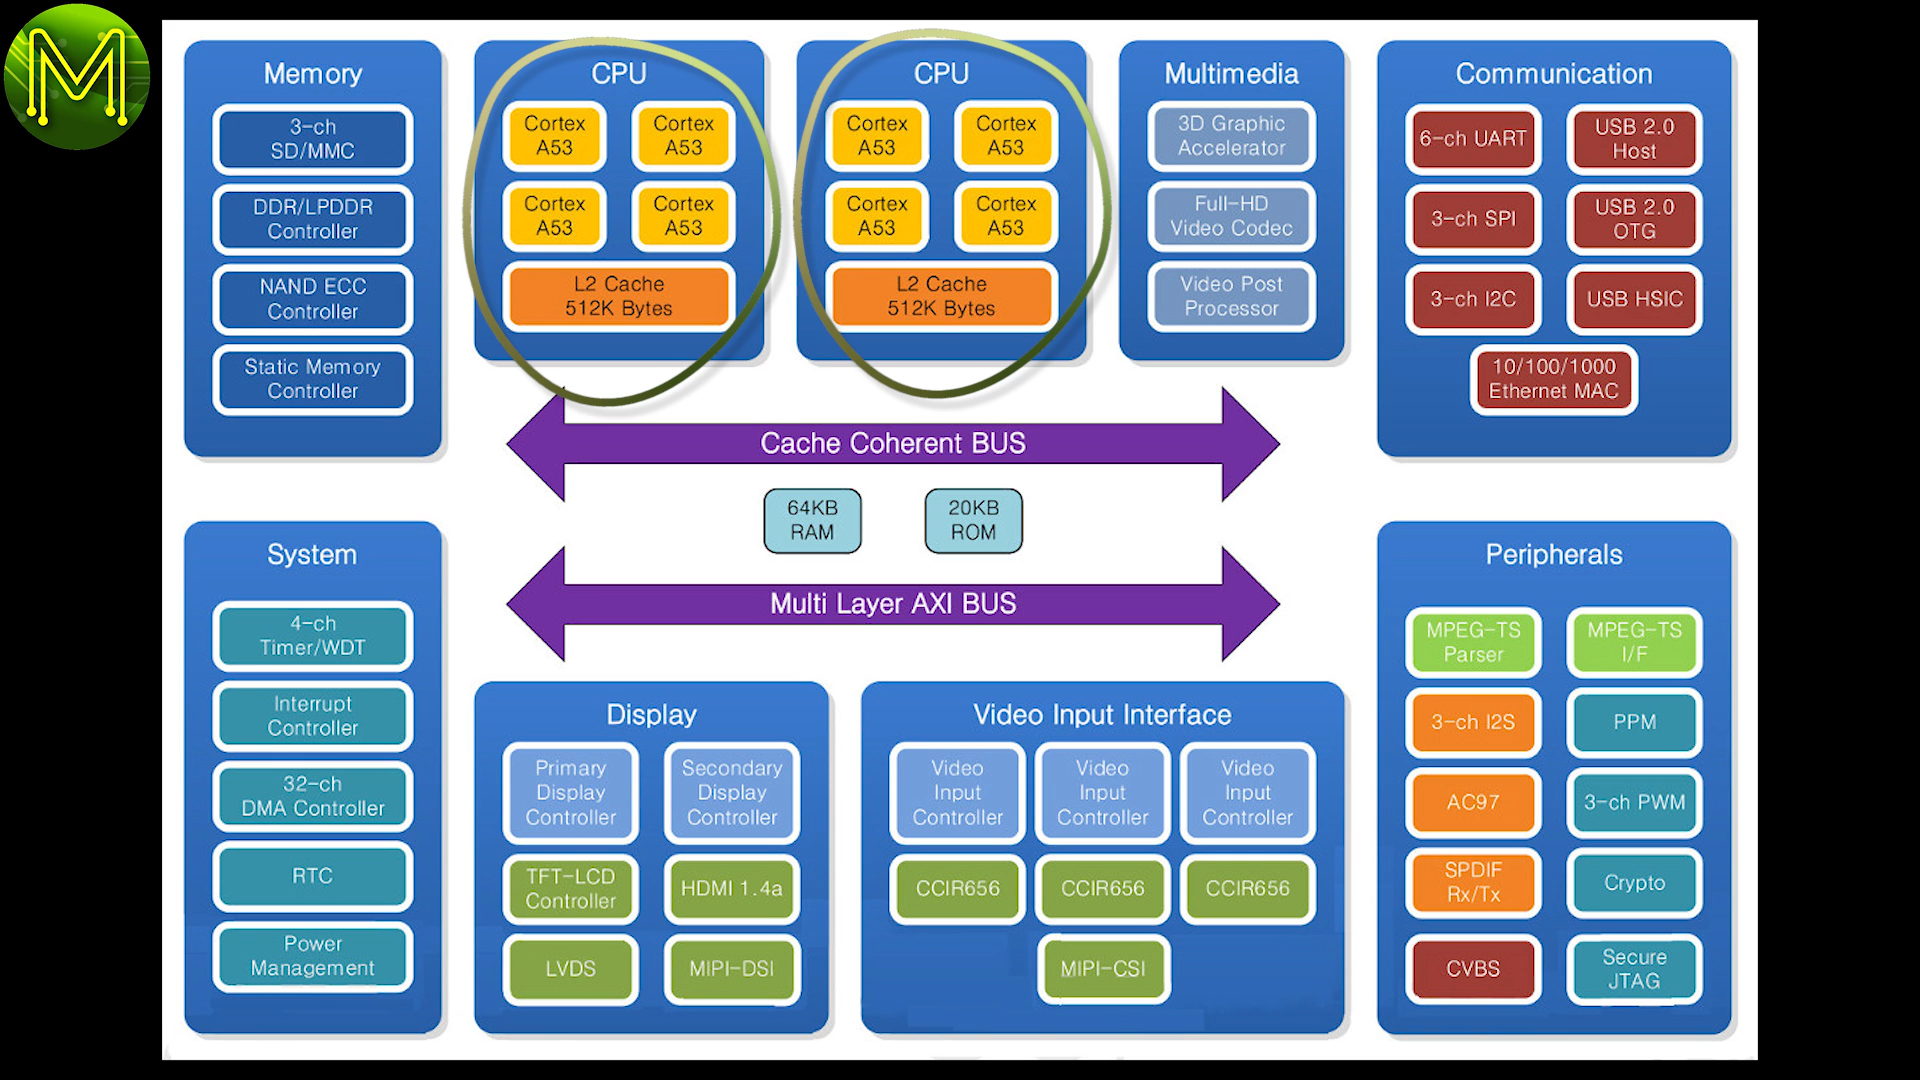 M
Memory
3-ch
SD/MMC
DDR/LPDDR
Controller
NAND ECC
Controller
Static Memory
Controller
CPU
Cortex
A53
Cortex
A53
Cortex
A53
Cortex
A53
L2 Cache
512K Bytes
CPU
Cortex
A53
Cortex
A53
Cortex
A53
Cortex
A53
L2 Cache
512K Bytes
Multimedia
3D Graphic
Accelerator
Full-HD
Video Codec
Video Post
Processor
Communication
6-ch UART
USB 2.0
Host
3-ch SPI
USB 2.0
OTG
3-ch I2C
USB HSIC
10/100/1000
Ethernet MAC
Cache Coherent BUS
64KB
RAM
20KB
ROM
Multi Layer AXI BUS
System
4-ch
Timer/WDT
Interrupt
Controller
32-ch
DMA Controller
RTC
Power
Management
Display
Primary
Display
Controller
Secondary
Display
Controller
TFT-LCD
Controller
HDMI 1.4a
LVDS
MIPI-DSI
Video Input Interface
Video
Input
Controller
Video
Input
Controller
Video
Input
Controller
CCIR656
CCIR656
CCIR656
MIPI-CSI
Peripherals
MPEG-TS
Parser
MPEG-TS
I/F
3-ch I2S
PPM
AC97
3-ch PWM
SPDIF
Rx/Tx
Crypto
CVBS
Secure
JTAG